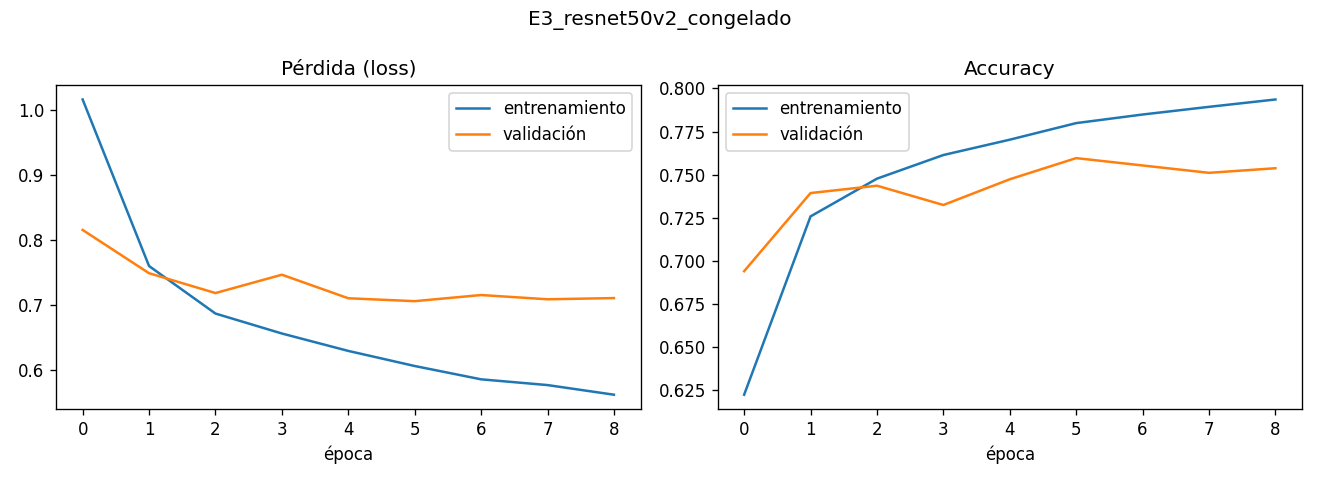 E3_resnet50v2_congelado
Pérdida (loss)
entrenamiento
validación
1.0
0.9
0.8
0.7
0.6
0 1 2 3 4 5 6 7 8
época
Accuracy
entrenamiento
validación
0.800
0.775
0.750
0.725
0.700
0.675
0.650
0.625
0 1 2 3 4 5 6 7 8
época